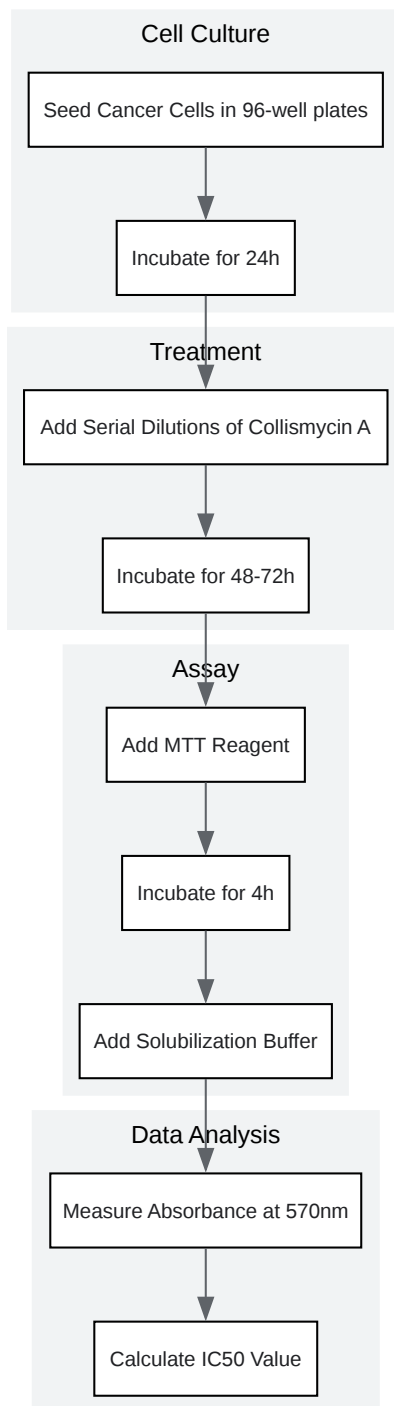 Cell Culture
Seed Cancer Cells in 96-well plates
Incubate for 24h
Treatment
Add Serial Dilutions of Collismycin A
Incubate for 48-72h
Assay
Add MTT Reagent
Incubate for 4h
Add Solubilization Buffer
Data Analysis
Measure Absorbance at 570nm
Calculate IC50 Value